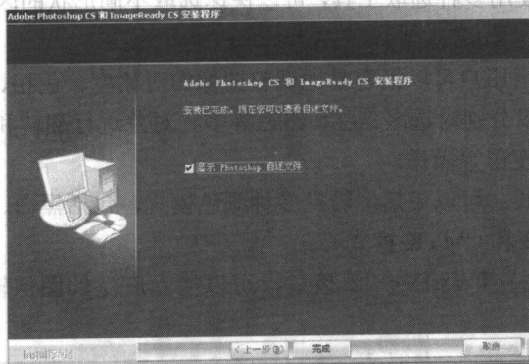 Adobe Photoshop CS 和 ImageReady CS 安装程序
Adobe Photoshop CS 和 ImageReady CS 安装程序
安装已完成。现在您可以查看自述文件。
显示 Photoshop 自述文件
InstallShield
< 上一步(B)
完成
取消